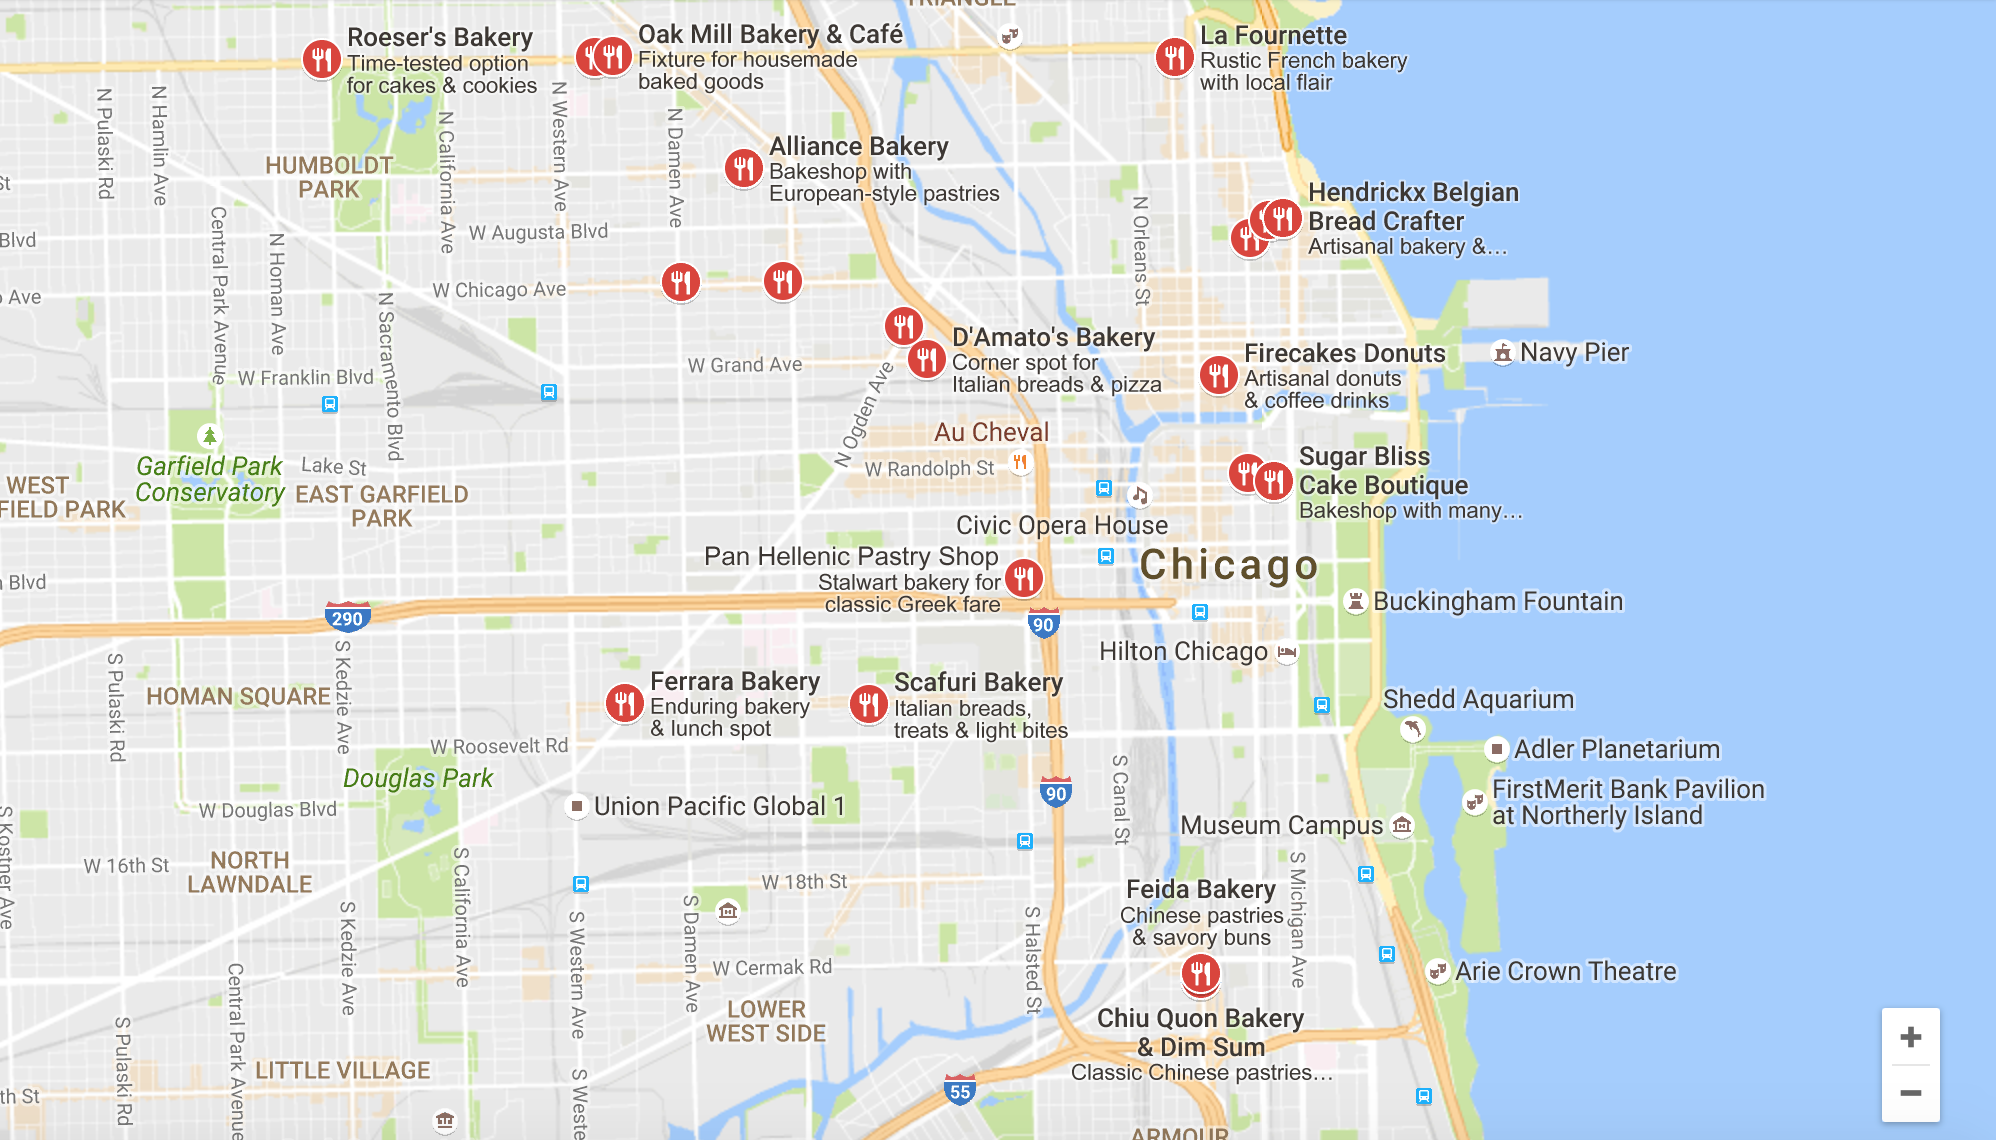 TRIANGLE
Roeser's Bakery
Time-tested option
for cakes & cookies
Oak Mill Bakery & Café
Fixture for housemade
baked goods
La Fournette
Rustic French bakery
with local flair
N Pulaski Rd
N Hamlin Ave
N California Ave
N Western Ave
N Damen Ave
Alliance Bakery
Bakeshop with
European-style pastries
HUMBOLDT
PARK
St
Hendrickx Belgian
Bread Crafter
Artisanal bakery &...
N Orleans St
Central Park Avenue
N Homan Ave
W Augusta Blvd
Blvd
W Chicago Ave
o Ave
N Sacramento Blvd
D'Amato's Bakery
Corner spot for
Italian breads & pizza
W Grand Ave
N Ogden Ave
W Franklin Blvd
Firecakes Donuts
Artisanal donuts
& coffee drinks
Navy Pier
Au Cheval
W Randolph St
Garfield Park
Conservatory
Lake St
WEST
FIELD PARK
EAST GARFIELD
PARK
Sugar Bliss
Cake Boutique
Bakeshop with many...
Civic Opera House
Chicago
Pan Hellenic Pastry Shop
Stalwart bakery for
classic Greek fare
n Blvd
290
90
Buckingham Fountain
Hilton Chicago
S Pulaski Rd
S Kedzie Ave
HOMAN SQUARE
Ferrara Bakery
Enduring bakery
& lunch spot
Scafuri Bakery
Italian breads,
treats & light bites
Shedd Aquarium
W Roosevelt Rd
Adler Planetarium
Douglas Park
90
S Canal St
FirstMerit Bank Pavilion
at Northerly Island
W Douglas Blvd
Union Pacific Global 1
Museum Campus
S Kostner Ave
W 16th St
NORTH
LAWNDALE
S California Ave
W 18th St
S Michigan Ave
Feida Bakery
Chinese pastries
& savory buns
S Kedzie Ave
S Western Ave
S Damen Ave
S Halsted St
W Cermak Rd
Arie Crown Theatre
Central Park Avenue
S Pulaski Rd
LOWER
WEST SIDE
Chiu Quon Bakery
& Dim Sum
Classic Chinese pastries...
LITTLE VILLAGE
S Weste
55
th St
ARMOUR
+
−